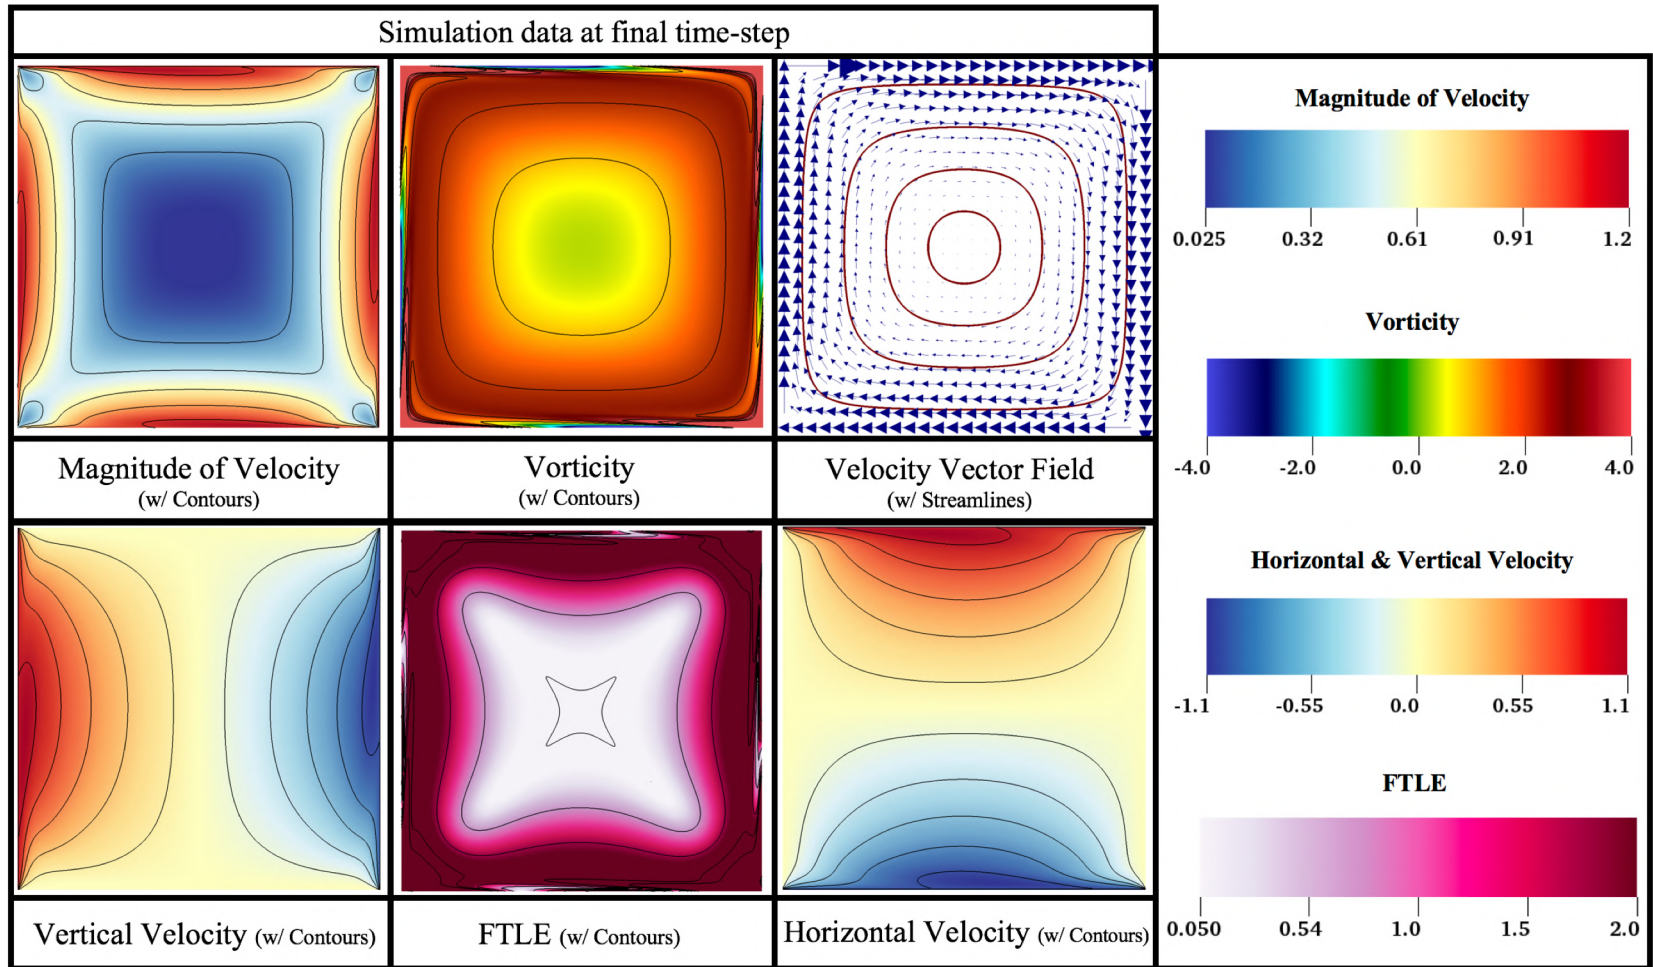 Simulation data at final time-step
Magnitude of Velocity
(w/ Contours)
Vorticity
(w/ Contours)
Velocity Vector Field
(w/ Streamlines)
Vertical Velocity (w/ Contours)
FTLE (w/ Contours)
Horizontal Velocity (w/ Contours)
Magnitude of Velocity
0.025 0.32 0.61 0.91 1.2
Vorticity
-4.0 -2.0 0.0 2.0 4.0
Horizontal & Vertical Velocity
-1.1 -0.55 0.0 0.55 1.1
FTLE
0.050 0.54 1.0 1.5 2.0